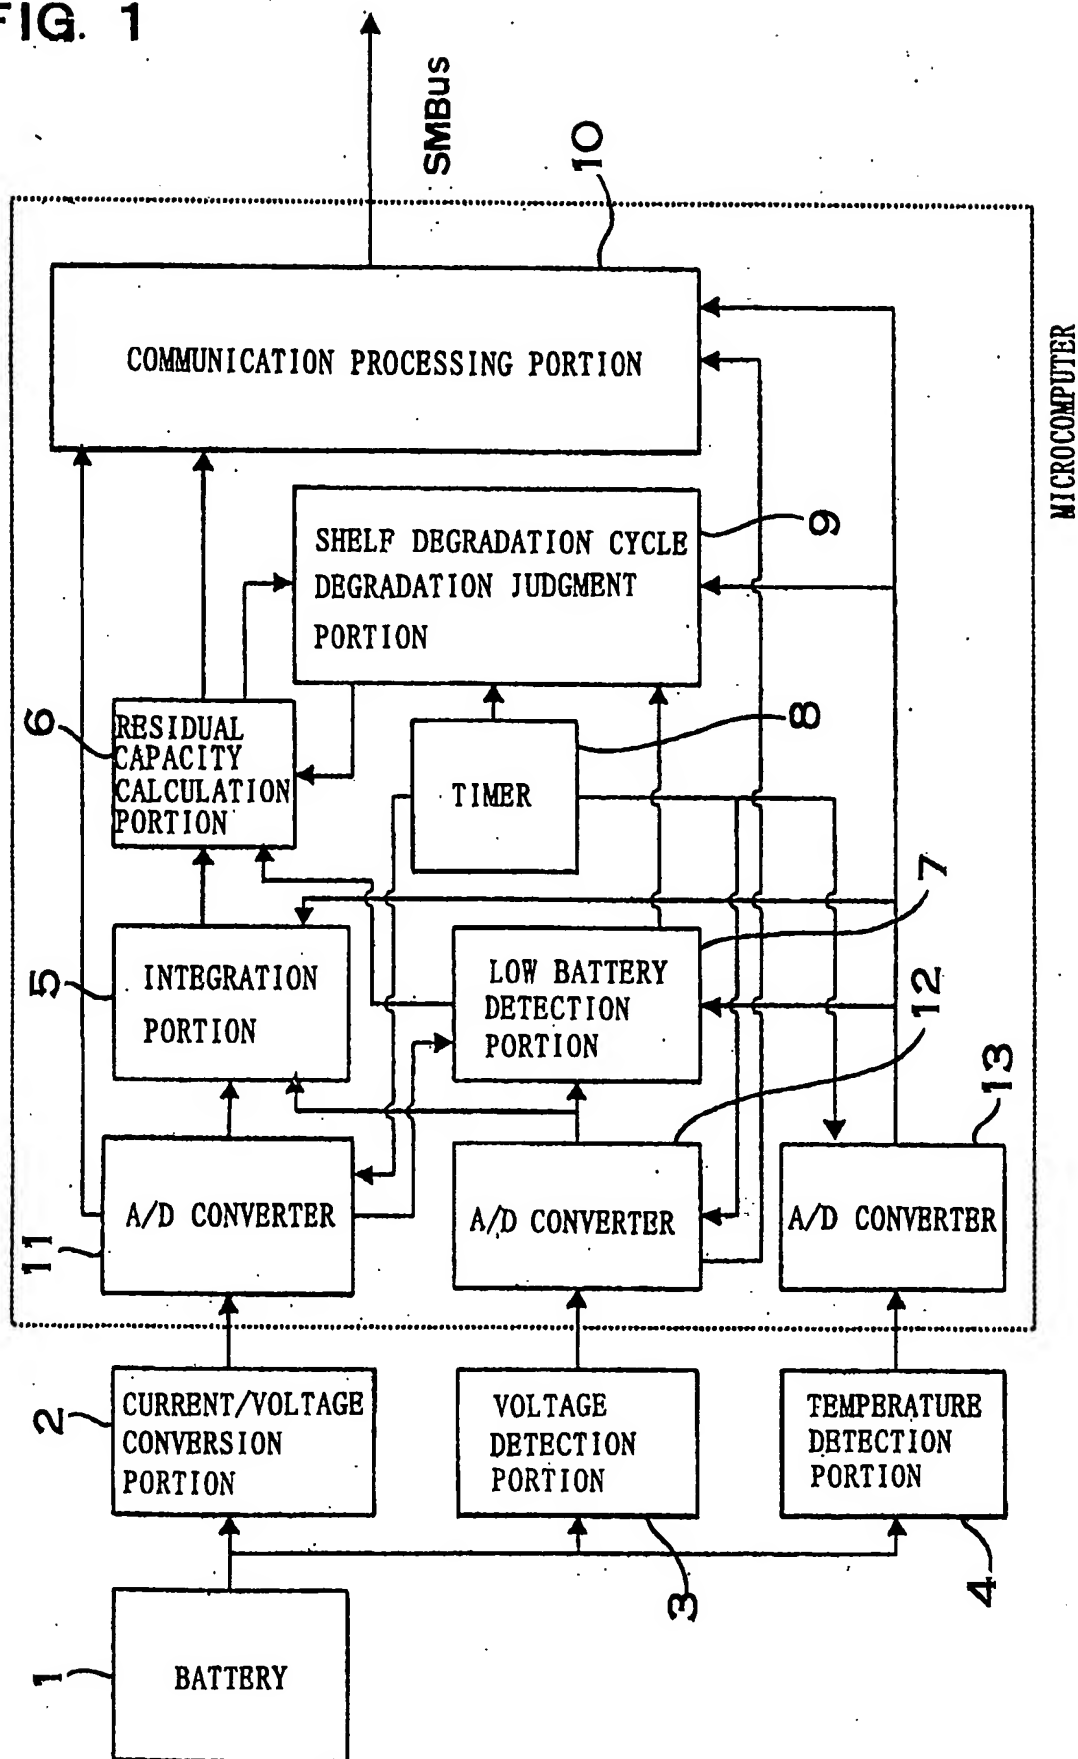 FIG. 1
SMBus
10
COMMUNICATION PROCESSING PORTION
MICROCOMPUTER
SHELF DEGRADATION CYCLE
DEGRADATION JUDGMENT
PORTION
9
6
RESIDUAL
CAPACITY
CALCULATION
PORTION
TIMER
8
5
INTEGRATION
PORTION
LOW BATTERY
DETECTION
PORTION
7
12
11
A/D CONVERTER
A/D CONVERTER
A/D CONVERTER
13
2
CURRENT/VOLTAGE
CONVERSION
PORTION
VOLTAGE
DETECTION
PORTION
3
TEMPERATURE
DETECTION
PORTION
4
1
BATTERY